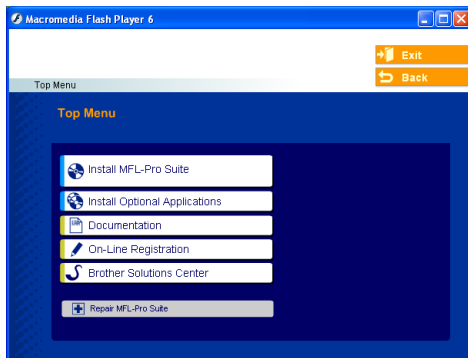 Macromedia Flash Player 6
Exit
Back
Top Menu
Top Menu
Install MFL-Pro Suite
Install Optional Applications
Documentation
On-Line Registration
Brother Solutions Center
Repair MFL-Pro Suite